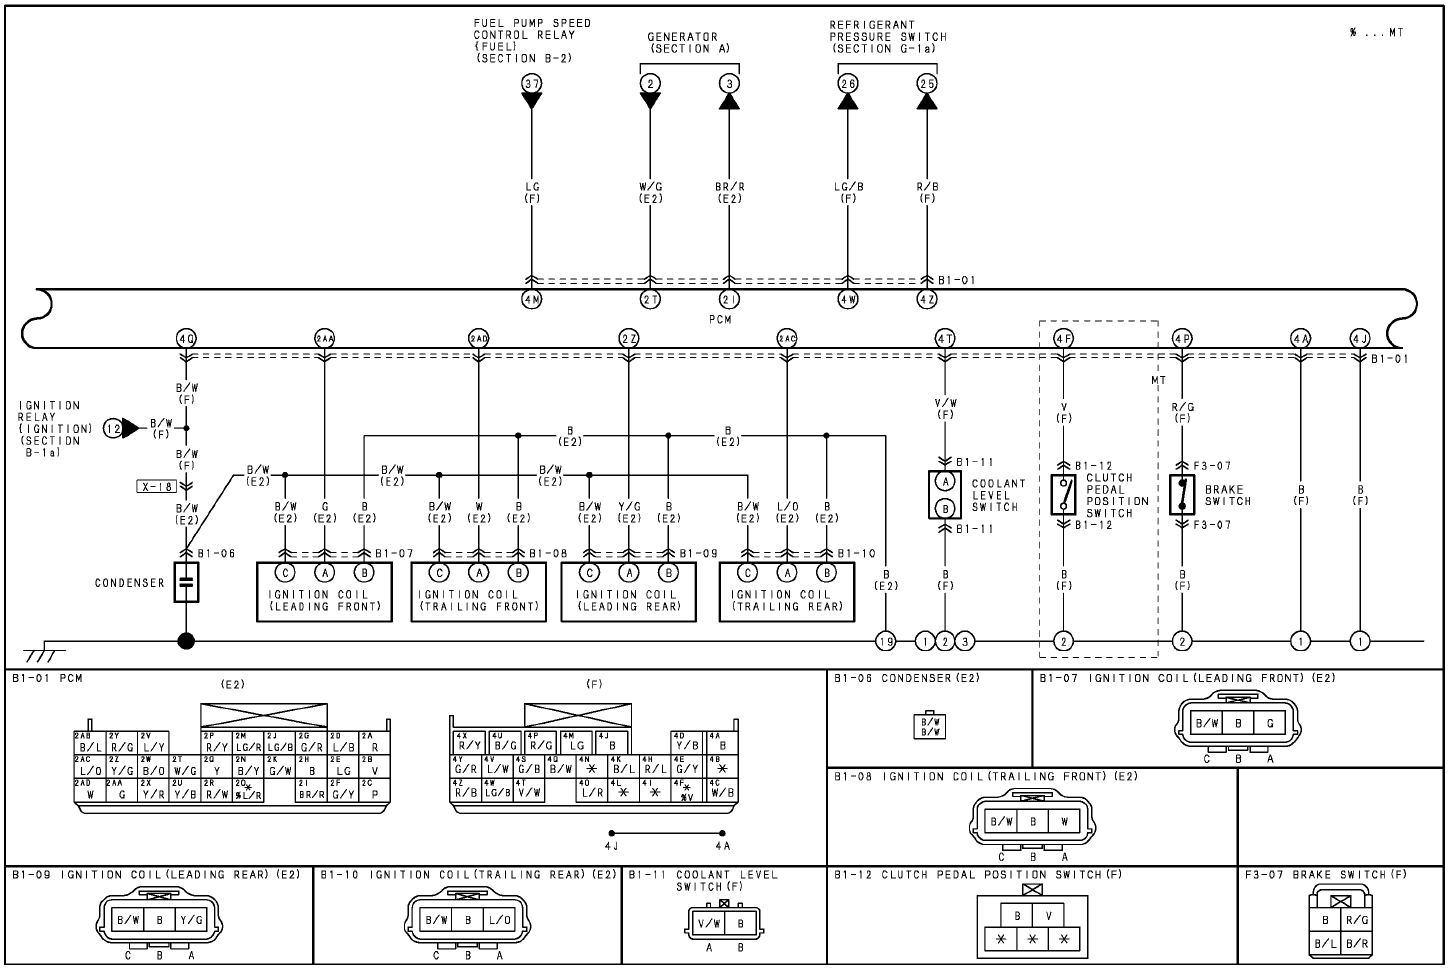 FUEL PUMP SPEED
CONTROL RELAY
(FUEL)
(SECTION B-2)
GENERATOR
(SECTION A)
REFRIGERANT
PRESSURE SWITCH
(SECTION G-1a)
% ...MT
37 2 3 26 25
LG W/G BR/R LG/B R/B
(F) (E2) (E2) (F) (F)
B1-01
4M 2T 2I 4W 4Z
PCM
4Q 2AA 2AD 2Z 2AC 4T 4F 4P 4A 4J
B1-01
MT
B/W
(F)
IGNITION
RELAY
(IGNITION)
(SECTION
B-1a)
12
B/W
(F)
B/W
(F)
X-18
B/W
(E2)
B
(E2)
B
(E2)
B/W
(E2)
B/W
(E2)
B/W
(E2)
B/W G B B/W W B B/W Y/G B B/W L/O B
(E2) (E2) (E2) (E2) (E2) (E2) (E2) (E2) (E2) (E2) (E2) (E2)
V/W
(F)
V
(F)
R/G
(F)
B1-11
A
B
COOLANT
LEVEL
SWITCH
B1-11
B1-12
CLUTCH
PEDAL
POSITION
SWITCH
B1-12
F3-07
BRAKE
SWITCH
F3-07
B
(F)
B
(F)
B1-06 B1-07 B1-08 B1-09 B1-10
CONDENSER
C A B C A B C A B C A B
IGNITION COIL
(LEADING FRONT)
IGNITION COIL
(TRAILING FRONT)
IGNITION COIL
(LEADING REAR)
IGNITION COIL
(TRAILING REAR)
B
(E2)
B
(F)
B
(F)
B
(F)
19 1 2 3 2 2 1 1
B1-01 PCM
(E2) (F)
2AB 2Y 2V 2P 2M 2J 2G 2D 2A
B/L R/G L/Y R/Y LG/R LG/B G/R L/B R
2AC 2Z 2W 2T 2Q 2N 2K 2H 2E 2B
L/O Y/G B/O W/G Y B/Y G/W B LG V
2AD 2AA 2X 2U 2R 2O 2I 2F 2C
W G Y/R Y/B R/W *%L/R BR/R G/Y P
4X 4U 4R 4M 4J 4D 4A
R/Y B/G R/G LG B Y/B B
4Y 4V 4S 4Q 4N 4K 4H 4E 4B
G/R L/W G/B B/W * B/L R/L G/Y *
4Z 4W 4T 4O 4L 4I 4F 4C
R/B LG/B V/W L/R * * *%V W/B
4J 4A
B1-06 CONDENSER(E2)
B/W
B/W
B1-07 IGNITION COIL(LEADING FRONT)(E2)
B/W B G
C B A
B1-08 IGNITION COIL(TRAILING FRONT)(E2)
B/W B W
C B A
B1-09 IGNITION COIL(LEADING REAR)(E2)
B/W B Y/G
C B A
B1-10 IGNITION COIL(TRAILING REAR)(E2)
B/W B L/O
C B A
B1-11 COOLANT LEVEL
SWITCH(F)
V/W B
A B
B1-12 CLUTCH PEDAL POSITION SWITCH(F)
B V
* * *
F3-07 BRAKE SWITCH(F)
B R/G
B/L B/R